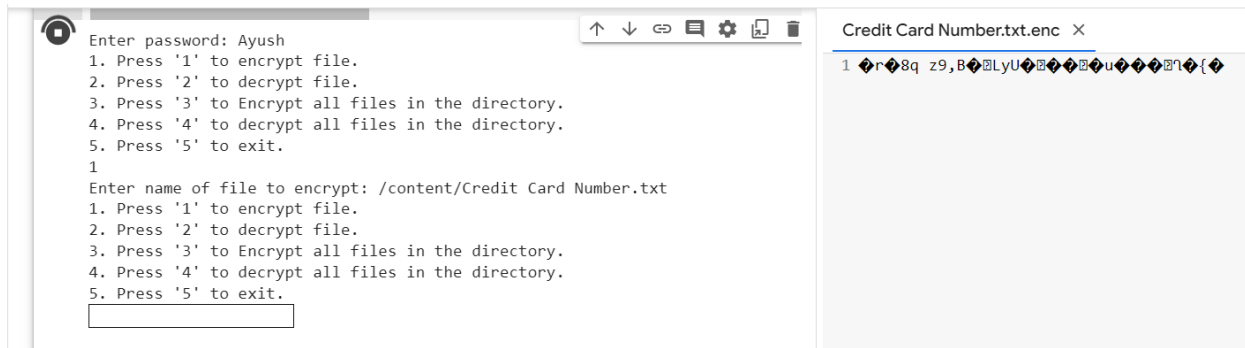 Enter password: Ayush
1. Press '1' to encrypt file.
2. Press '2' to decrypt file.
3. Press '3' to Encrypt all files in the directory.
4. Press '4' to decrypt all files in the directory.
5. Press '5' to exit.
1
Enter name of file to encrypt: /content/Credit Card Number.txt
1. Press '1' to encrypt file.
2. Press '2' to decrypt file.
3. Press '3' to Encrypt all files in the directory.
4. Press '4' to decrypt all files in the directory.
5. Press '5' to exit.
Credit Card Number.txt.enc
1 �r�8q z9,B�LyU